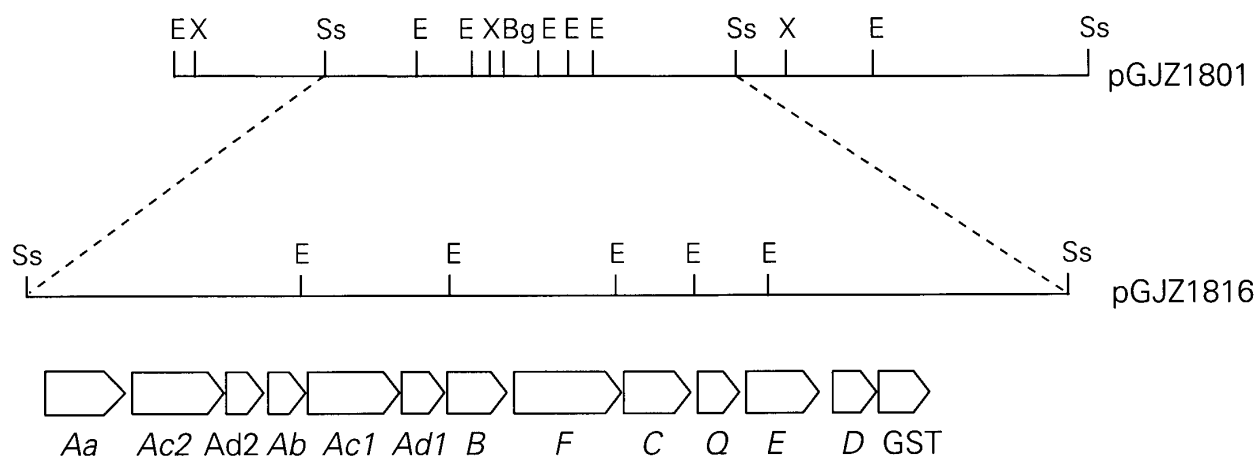 E X Ss E E X Bg E E E Ss X E Ss
pGJZ1801
Ss E E E E E Ss
pGJZ1816
Aa Ac2 Ad2 Ab Ac1 Ad1 B F C Q E D GST